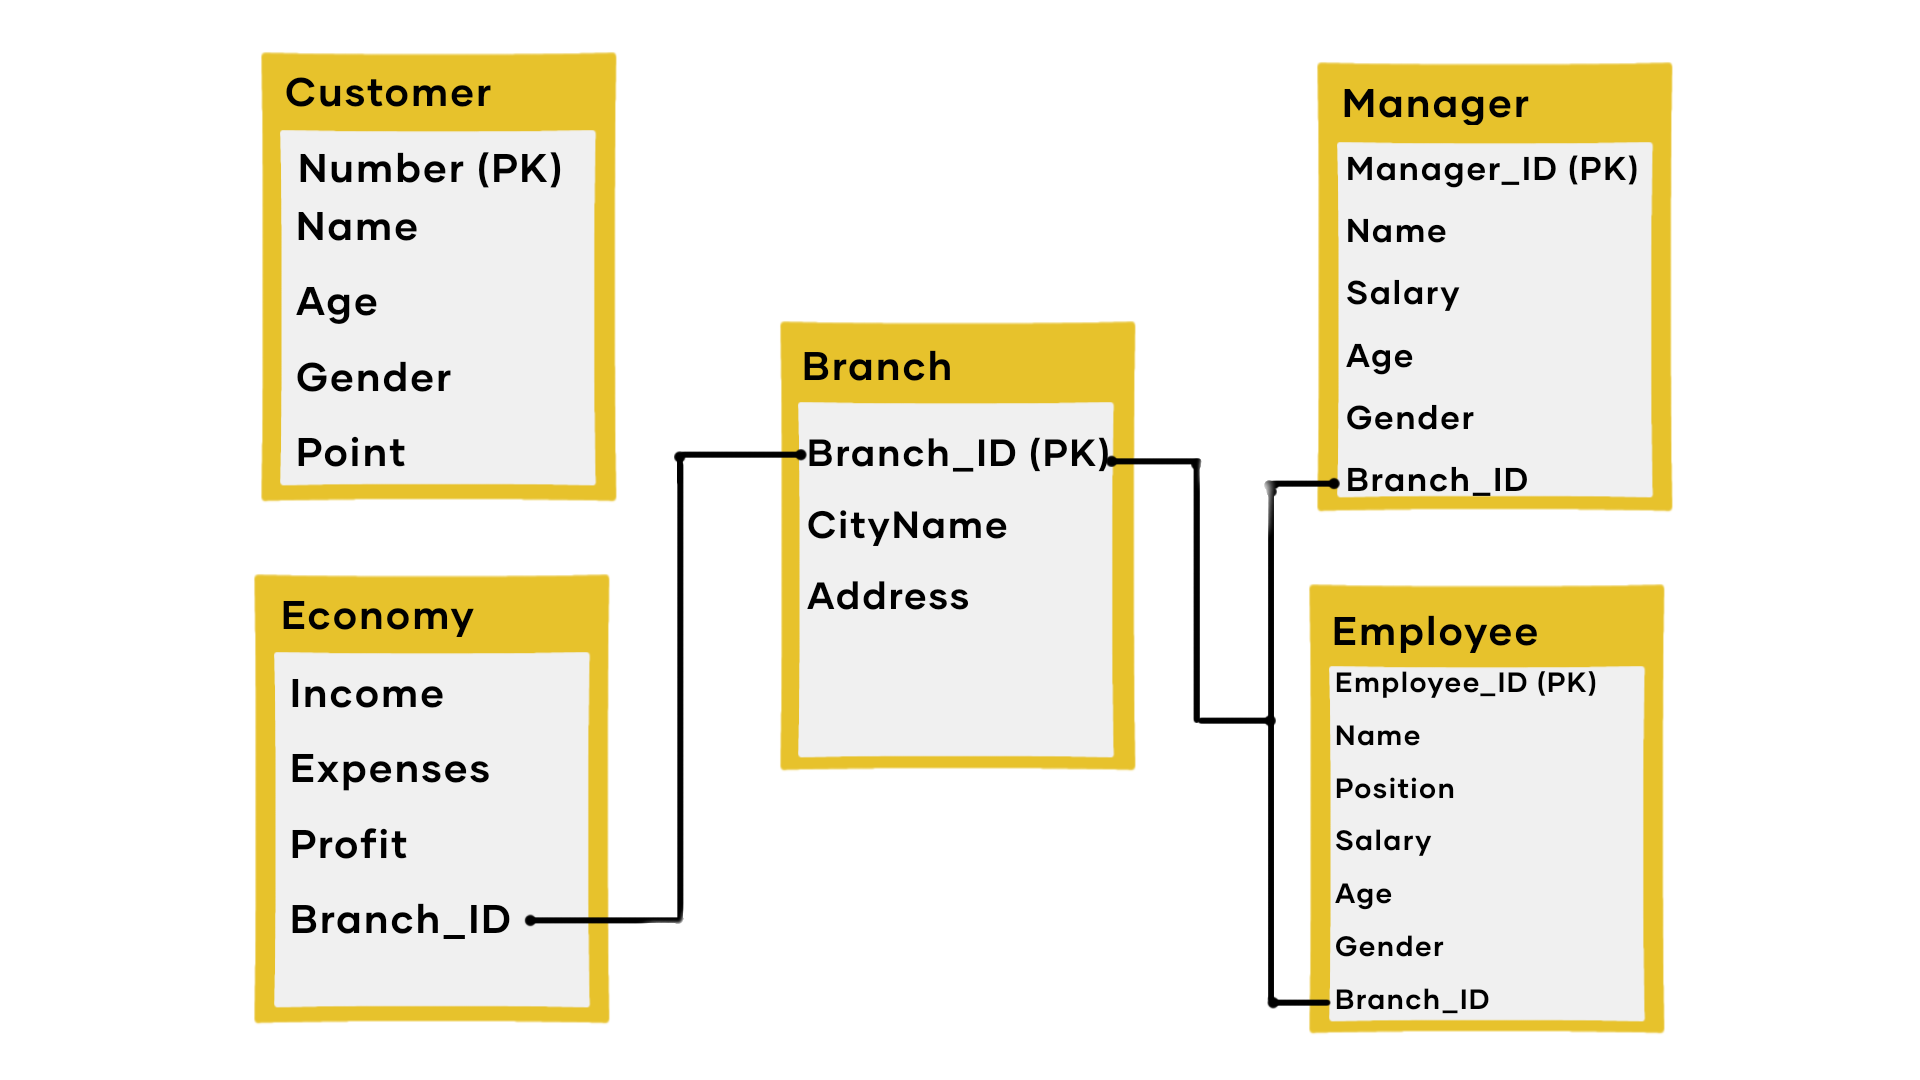 Customer
Number (PK)
Name
Age
Gender
Point
Economy
Income
Expenses
Profit
Branch_ID
Branch
Branch_ID (PK)
CityName
Address
Manager
Manager_ID (PK)
Name
Salary
Age
Gender
Branch_ID
Employee
Employee_ID (PK)
Name
Position
Salary
Age
Gender
Branch_ID